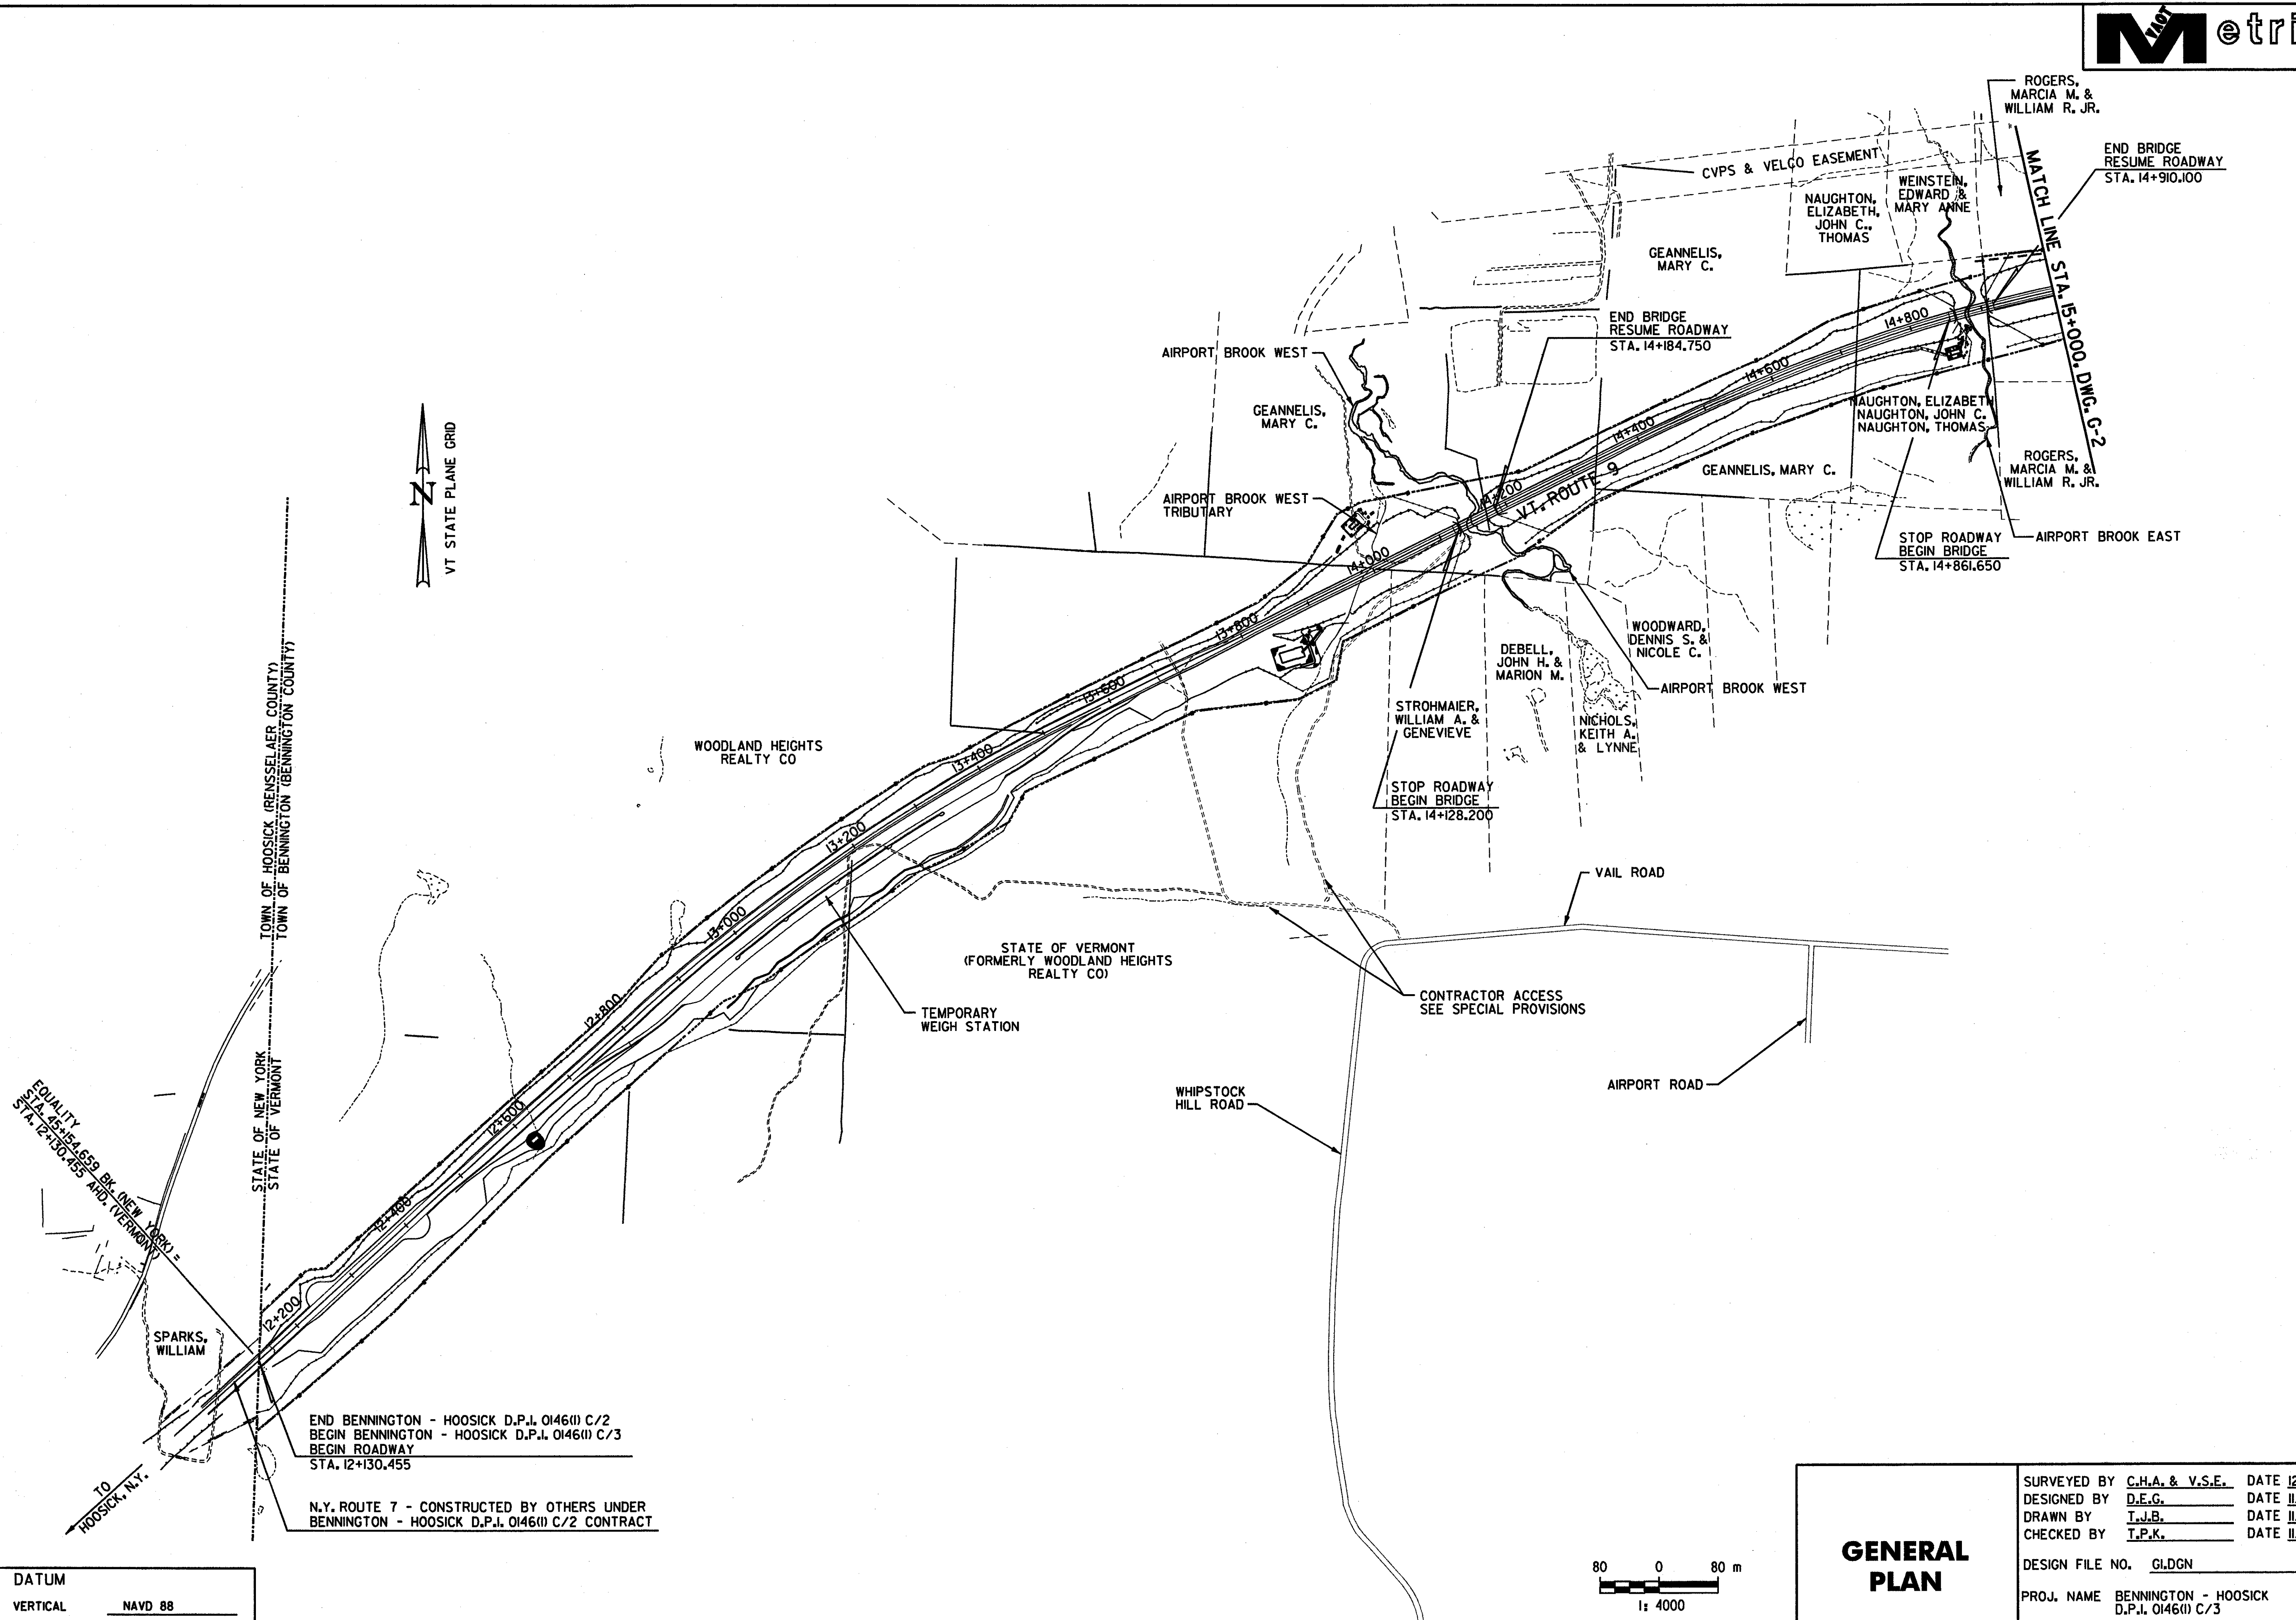 VAOT
Metri
ROGERS,
MARCIA M. &
WILLIAM R. JR.
END BRIDGE
RESUME ROADWAY
STA. 14+910.100
MATCH LINE STA. 15+000, DWG. G-2
CVPS & VELCO EASEMENT
WEINSTEIN,
EDWARD &
MARY ANNE
NAUGHTON,
ELIZABETH,
JOHN C.,
THOMAS
GEANNELIS,
MARY C.
END BRIDGE
RESUME ROADWAY
STA. 14+184.750
AIRPORT BROOK WEST
GEANNELIS,
MARY C.
14+800
14+600
14+400
14+200
14+000
13+800
13+600
13+400
13+200
13+000
12+800
12+600
12+400
12+200
VT. ROUTE 9
NAUGHTON, ELIZABETH
NAUGHTON, JOHN C.
NAUGHTON, THOMAS
GEANNELIS, MARY C.
ROGERS,
MARCIA M. &
WILLIAM R. JR.
AIRPORT BROOK WEST
TRIBUTARY
STOP ROADWAY
BEGIN BRIDGE
STA. 14+861.650
AIRPORT BROOK EAST
N
VT STATE PLANE GRID
WOODWARD,
DENNIS S. &
NICOLE C.
DEBELL,
JOHN H. &
MARION M.
AIRPORT BROOK WEST
STROHMAIER,
WILLIAM A. &
GENEVIEVE
NICHOLS,
KEITH A.
& LYNNE
STOP ROADWAY
BEGIN BRIDGE
STA. 14+128.200
WOODLAND HEIGHTS
REALTY CO
TOWN OF HOOSICK (RENSSELAER COUNTY)
TOWN OF BENNINGTON (BENNINGTON COUNTY)
VAIL ROAD
STATE OF VERMONT
(FORMERLY WOODLAND HEIGHTS
REALTY CO)
CONTRACTOR ACCESS
SEE SPECIAL PROVISIONS
TEMPORARY
WEIGH STATION
STATE OF NEW YORK
STATE OF VERMONT
WHIPSTOCK
HILL ROAD
AIRPORT ROAD
EQUALITY
STA. 45+154.659 BK. (NEW YORK) =
STA. 12+130.455 AHD. (VERMONT)
SPARKS,
WILLIAM
END BENNINGTON - HOOSICK D.P.I. 0146(1) C/2
BEGIN BENNINGTON - HOOSICK D.P.I. 0146(1) C/3
BEGIN ROADWAY
STA. 12+130.455
TO
HOOSICK, N.Y.
N.Y. ROUTE 7 - CONSTRUCTED BY OTHERS UNDER
BENNINGTON - HOOSICK D.P.I. 0146(1) C/2 CONTRACT
DATUM
VERTICAL NAVD 88
80 0 80 m
1: 4000
GENERAL
PLAN
SURVEYED BY C.H.A. & V.S.E. DATE 12
DESIGNED BY D.E.G. DATE 11
DRAWN BY T.J.B. DATE 11
CHECKED BY T.P.K. DATE 11
DESIGN FILE NO. G1.DGN
PROJ. NAME BENNINGTON - HOOSICK
D.P.I. 0146(1) C/3